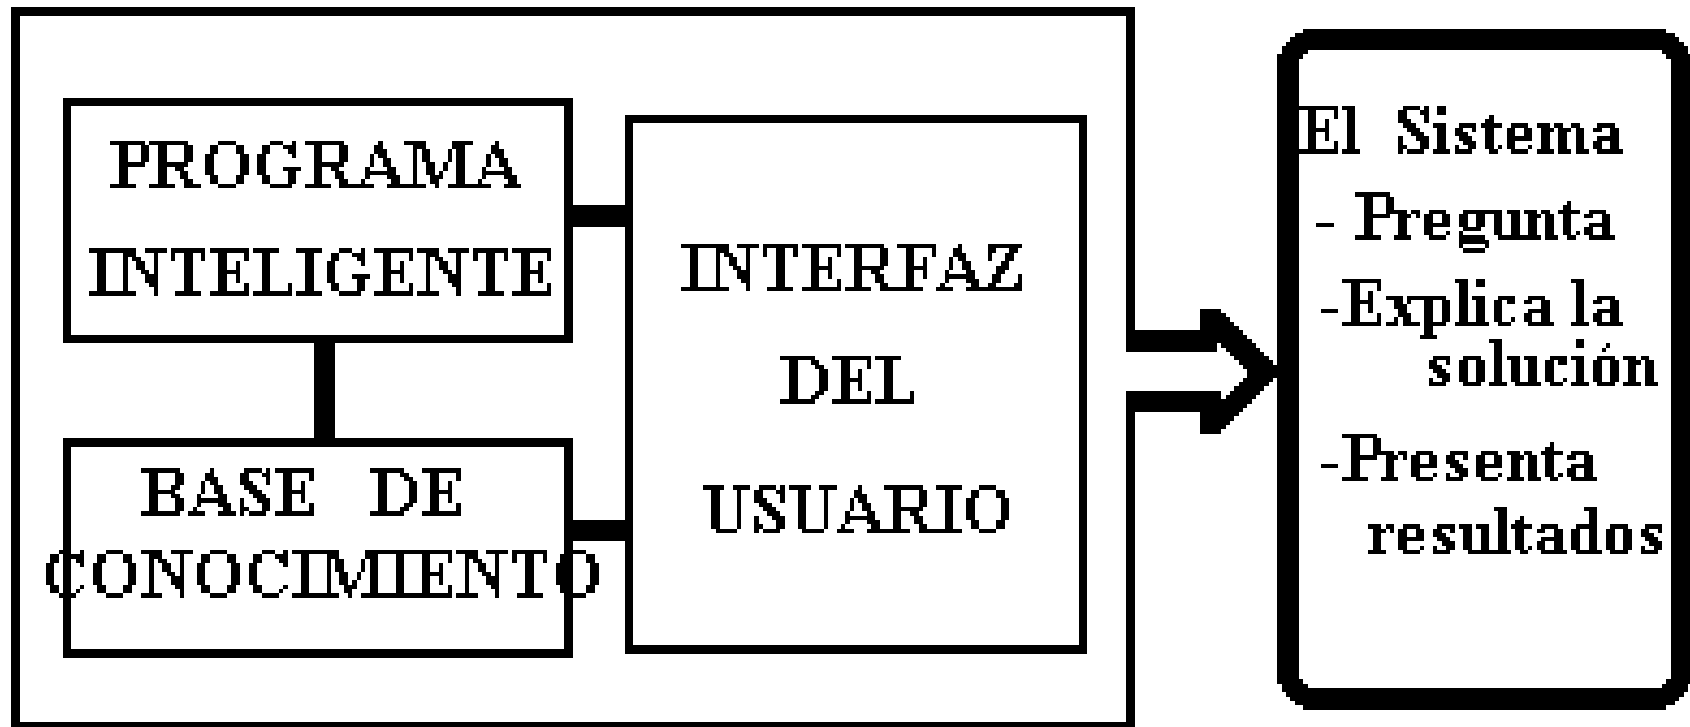 PROGRAMA
INTELIGENTE
BASE DE
CONOCIMIENTO
INTERFAZ
DEL
USUARIO
El Sistema
- Pregunta
-Explica la
solución
-Presenta
resultados